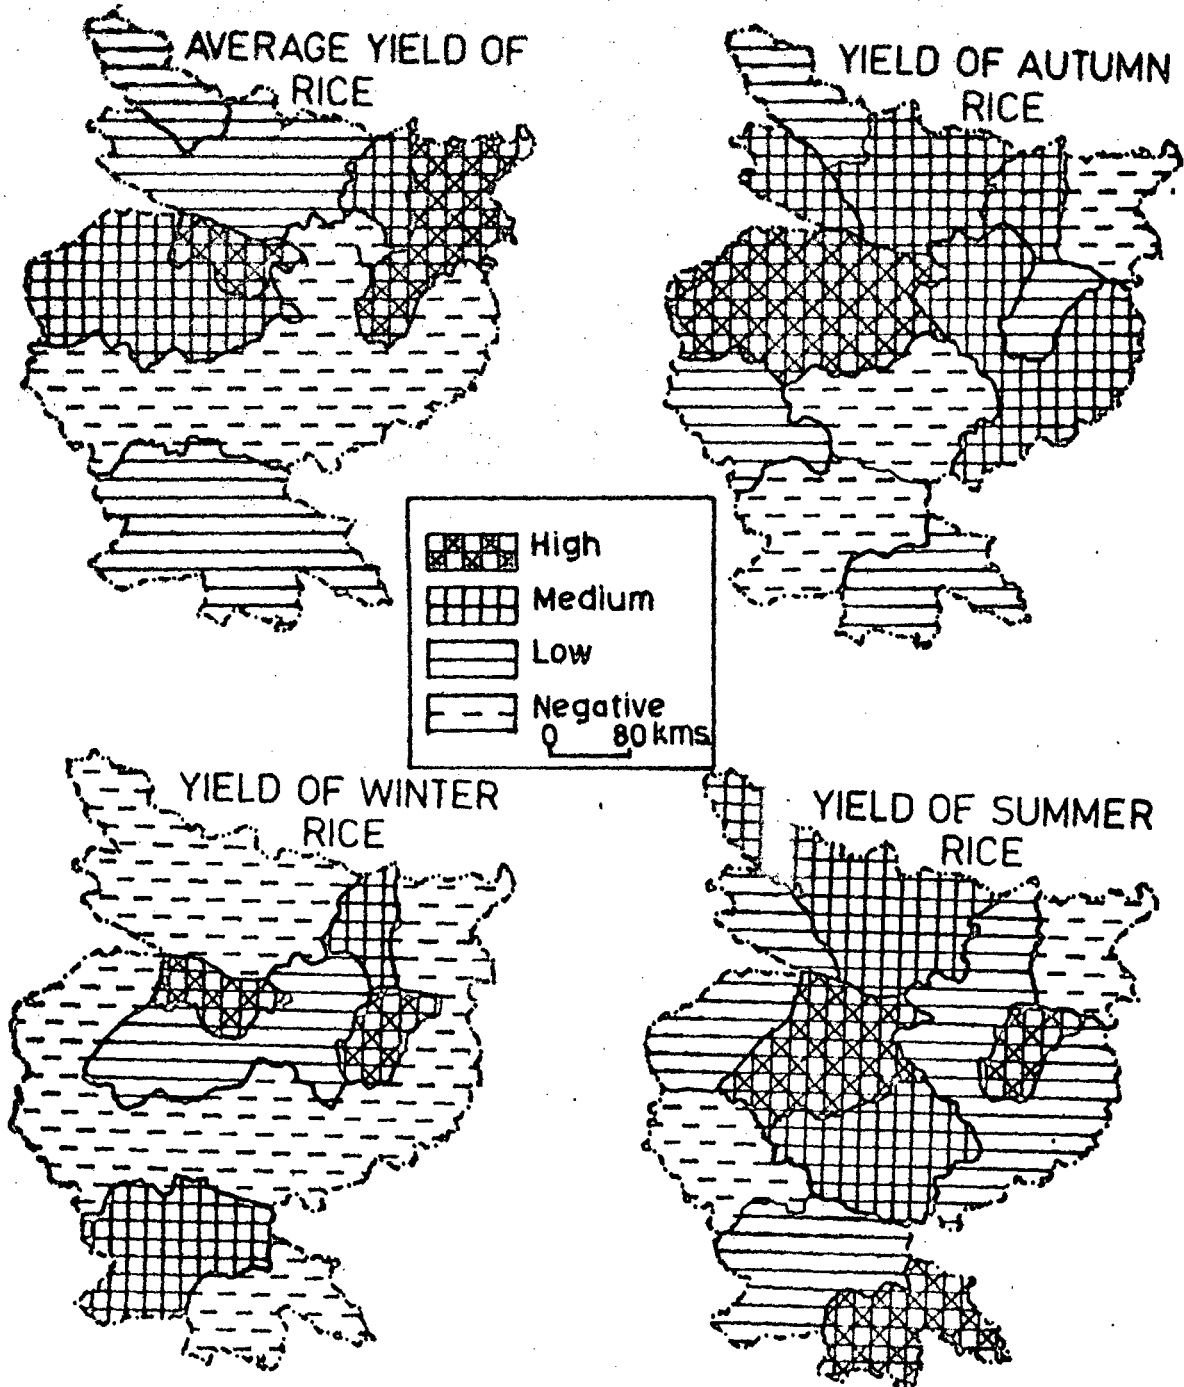 AVERAGE YIELD OF
RICE
YIELD OF AUTUMN
RICE
High
Medium
Low
Negative
0 80 kms.
YIELD OF WINTER
RICE
YIELD OF SUMMER
RICE